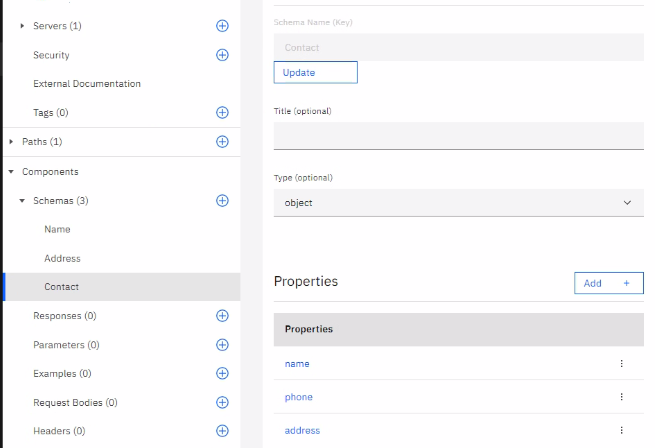 Servers (1)
Security
External Documentation
Tags (0)
Paths (1)
Components
Schemas (3)
Name
Address
Contact
Responses (0)
Parameters (0)
Examples (0)
Request Bodies (0)
Headers (0)
Schema Name (Key)
Contact
Update
Title (optional)
Type (optional)
object
Properties
Add +
Properties
name
phone
address